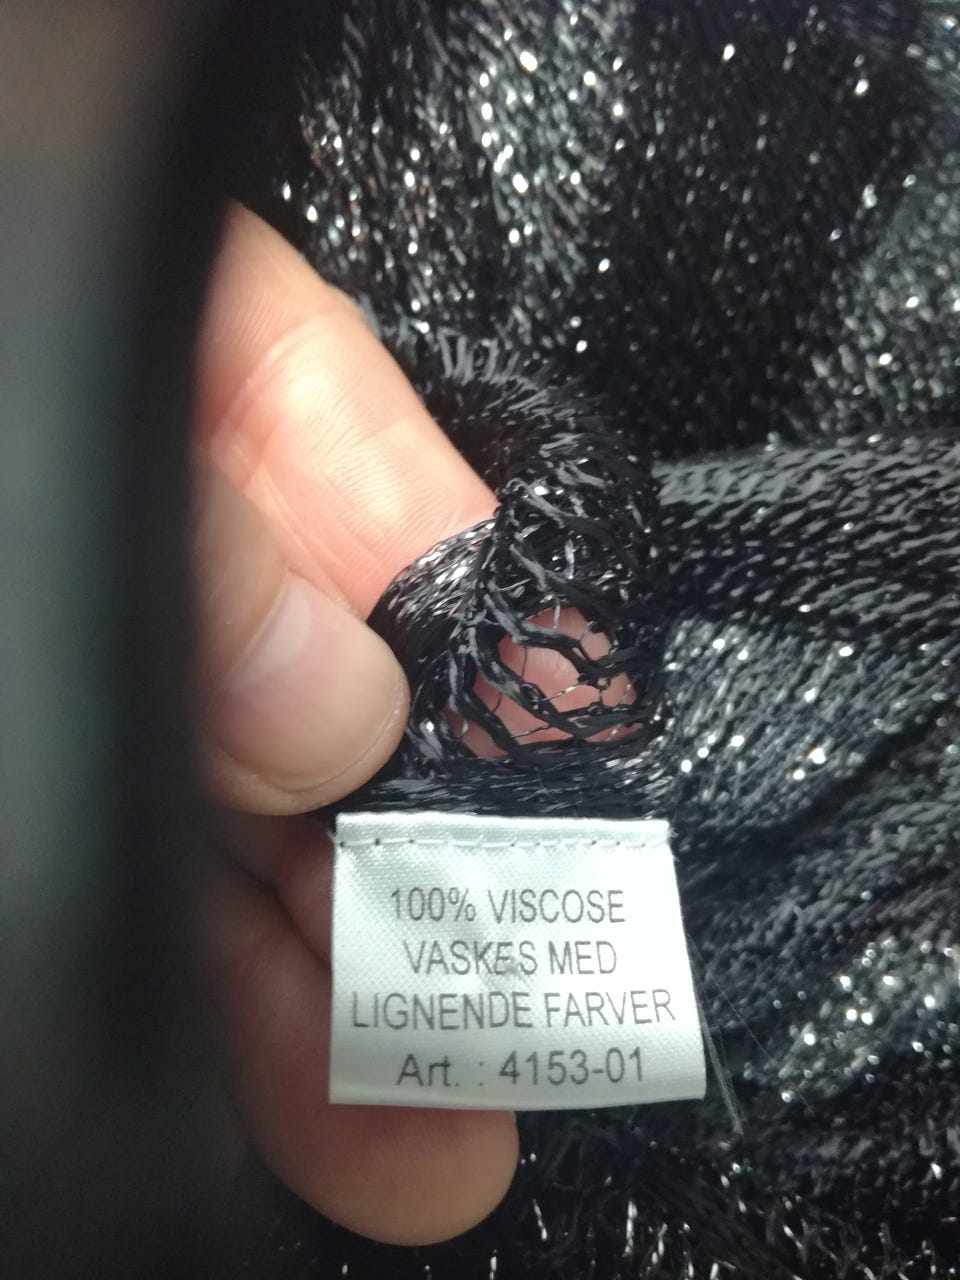 100% VISCOSE
VASKES MED
LIGNENDE FARVER
Art. : 4153-01